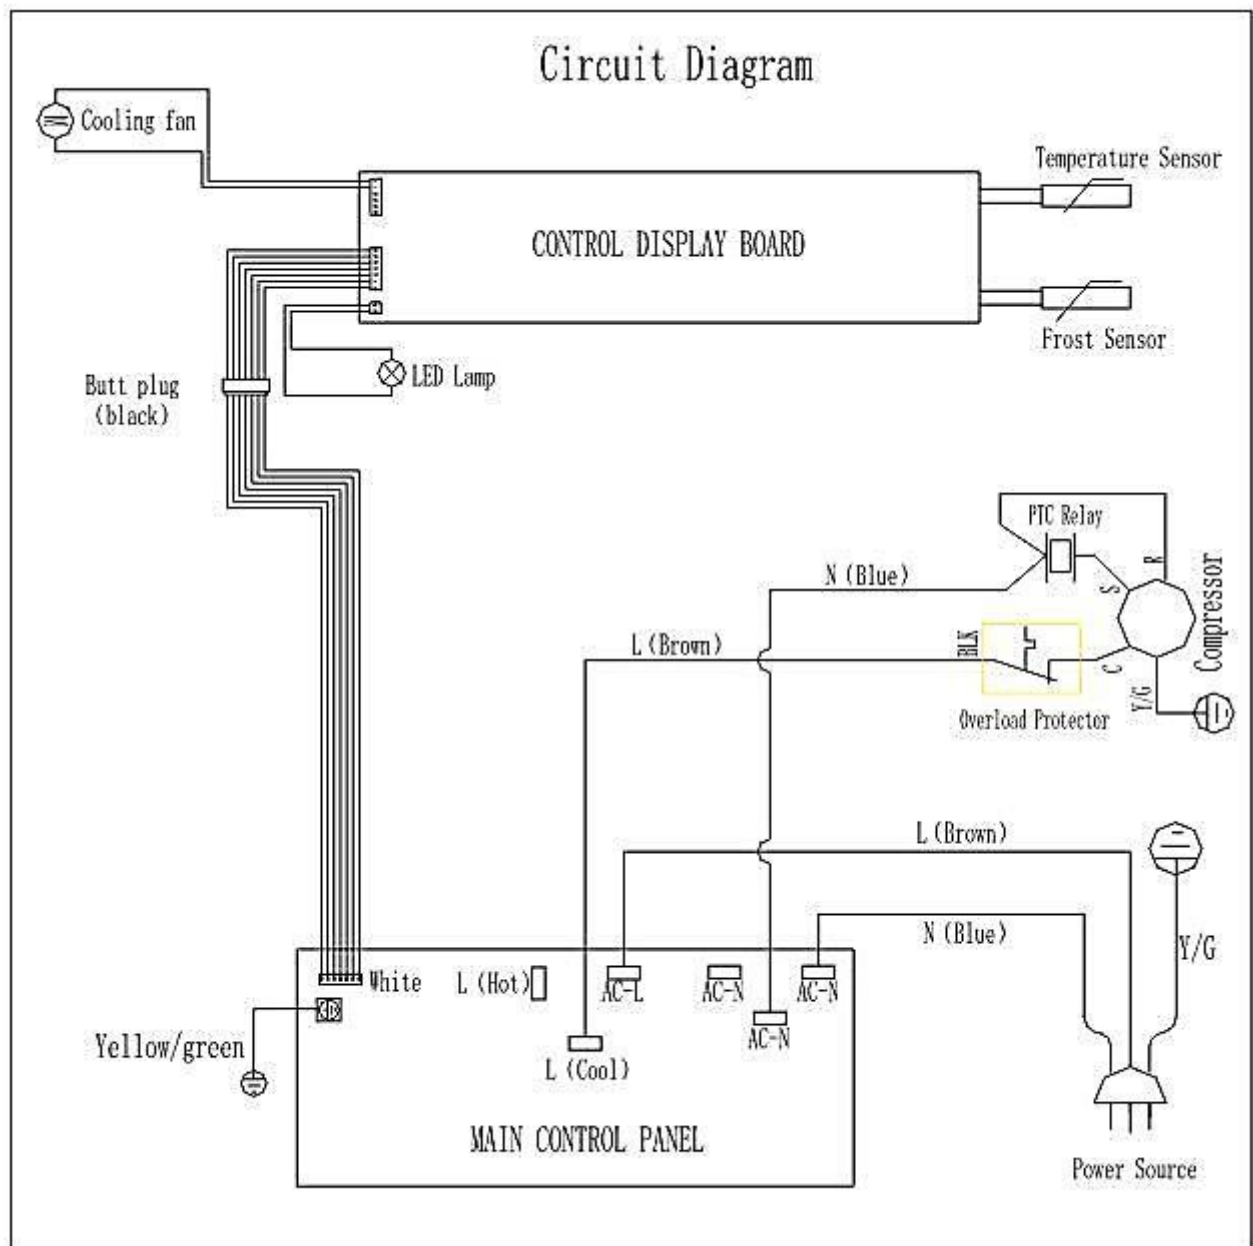 Circuit Diagram
Cooling fan
Temperature Sensor
CONTROL DISPLAY BOARD
Frost Sensor
LED Lamp
Butt plug
(black)
PTC Relay
R
S
N (Blue)
Compressor
L (Brown)
BLK
C
Y/G
Overload Protector
L (Brown)
N (Blue)
Y/G
White
L (Hot)
AC-L
AC-N
AC-N
AC-N
Yellow/green
L (Cool)
MAIN CONTROL PANEL
Power Source